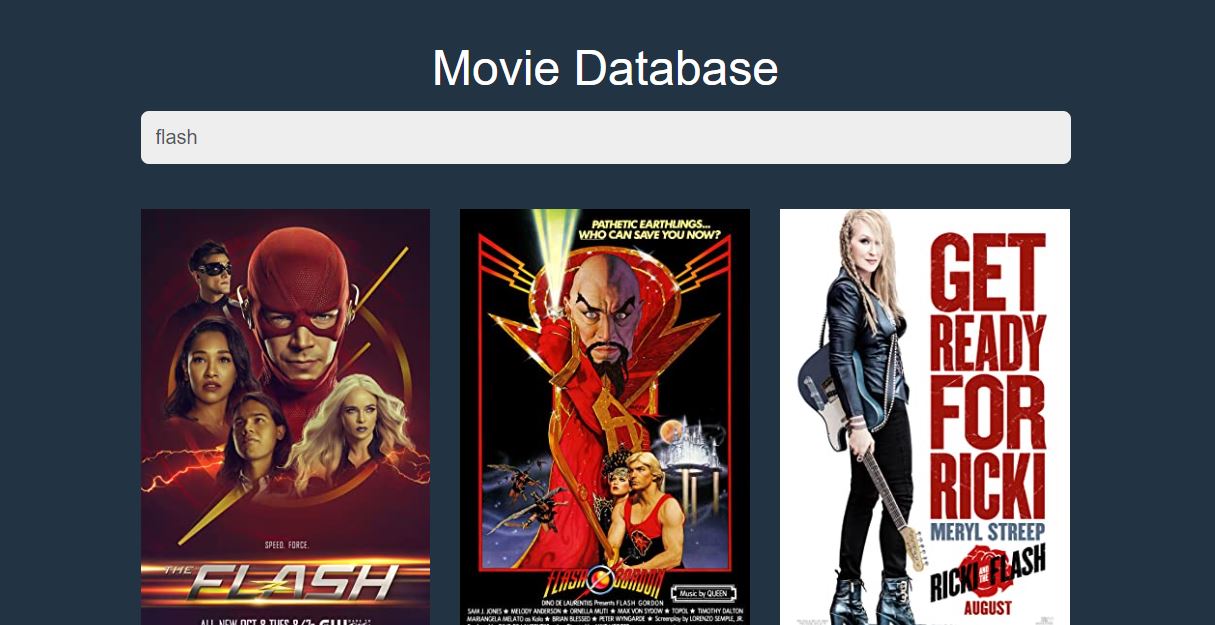 Movie Database
flash
SPEED. FORCE.
THE FLASH
ALL NEW OCT 8 TUES 8/7c CW
PATHETIC EARTHLINGS...
WHO CAN SAVE YOU NOW?
FLASH GORDON
Music by QUEEN
DINO DE LAURENTIIS Presents FLASH GORDON
SAM J. JONES ★ MELODY ANDERSON ★ ORNELLA MUTI ★ MAX VON SYDOW ★ TOPOL ★ TIMOTHY DALTON
MARIANGELA MELATO as Kala ★ BRIAN BLESSED ★ PETER WYNGARDE ★ Screenplay by LORENZO SEMPLE, JR.
GET
READY
FOR
RICKI
MERYL STREEP
RICKI AND THE FLASH
AUGUST